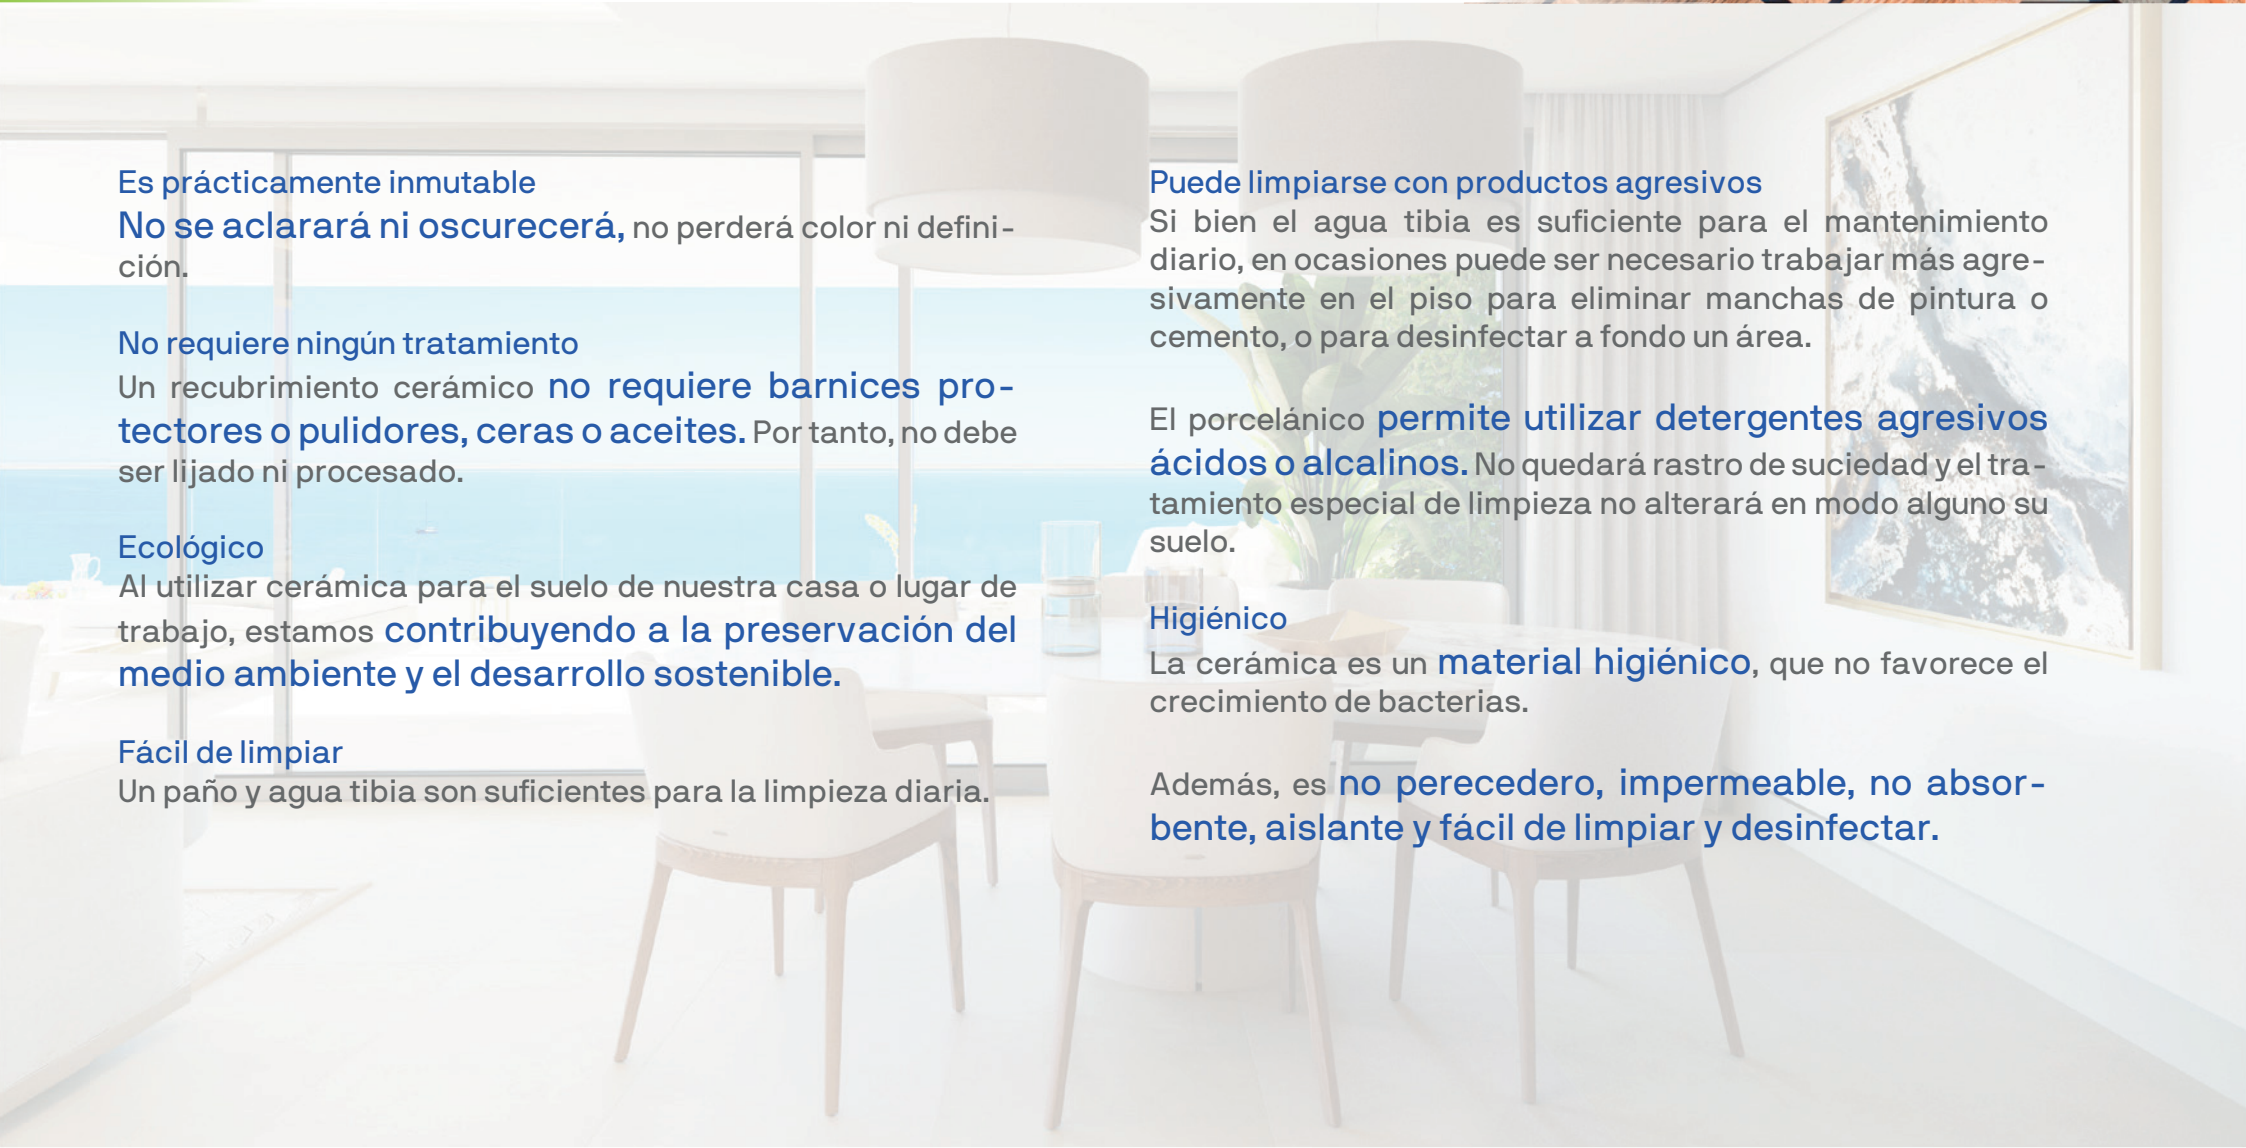 Es prácticamente inmutable
No se aclarará ni oscurecerá, no perderá color ni defini-
ción.
No requiere ningún tratamiento
Un recubrimiento cerámico no requiere barnices pro-
tectores o pulidores, ceras o aceites. Por tanto, no debe
ser lijado ni procesado.
Ecológico
Al utilizar cerámica para el suelo de nuestra casa o lugar de
trabajo, estamos contribuyendo a la preservación del
medio ambiente y el desarrollo sostenible.
Fácil de limpiar
Un paño y agua tibia son suficientes para la limpieza diaria.
Puede limpiarse con productos agresivos
Si bien el agua tibia es suficiente para el mantenimiento
diario, en ocasiones puede ser necesario trabajar más agre-
sivamente en el piso para eliminar manchas de pintura o
cemento, o para desinfectar a fondo un área.
El porcelánico permite utilizar detergentes agresivos
ácidos o alcalinos. No quedará rastro de suciedad y el tra-
tamiento especial de limpieza no alterará en modo alguno su
suelo.
Higiénico
La cerámica es un material higiénico, que no favorece el
crecimiento de bacterias.
Además, es no perecedero, impermeable, no absor-
bente, aislante y fácil de limpiar y desinfectar.